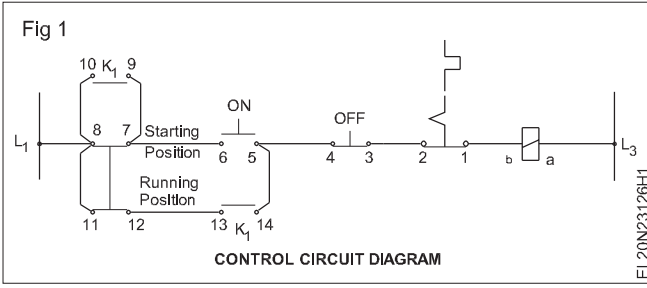 Fig 1
10 K1 9
ON
OFF
L1
8 7 Starting
Position
6 5
4 3
2 1
b a
L3
Running
Position
11 12
13 14
K1
CONTROL CIRCUIT DIAGRAM
EL20N23126H1